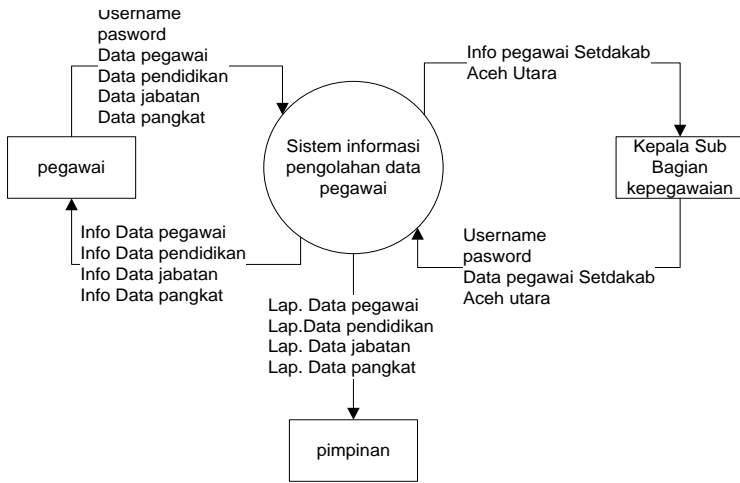 Username
pasword
Data pegawai
Data pendidikan
Data jabatan
Data pangkat
Info pegawai Setdakab
Aceh Utara
pegawai
Sistem informasi
pengolahan data
pegawai
Kepala Sub
Bagian
kepegawaian
Info Data pegawai
Info Data pendidikan
Info Data jabatan
Info Data pangkat
Username
pasword
Data pegawai Setdakab
Aceh utara
Lap. Data pegawai
Lap.Data pendidikan
Lap. Data jabatan
Lap. Data pangkat
pimpinan